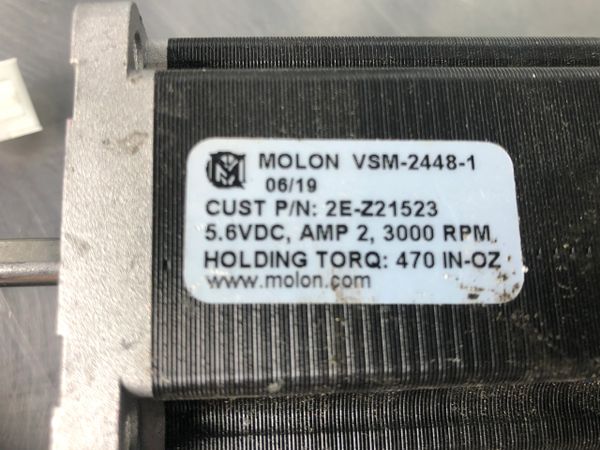 MOLON VSM-2448-1
06/19
CUST P/N: 2E-Z21523
5.6VDC, AMP 2, 3000 RPM
HOLDING TORQ: 470 IN-OZ
www.molon.com